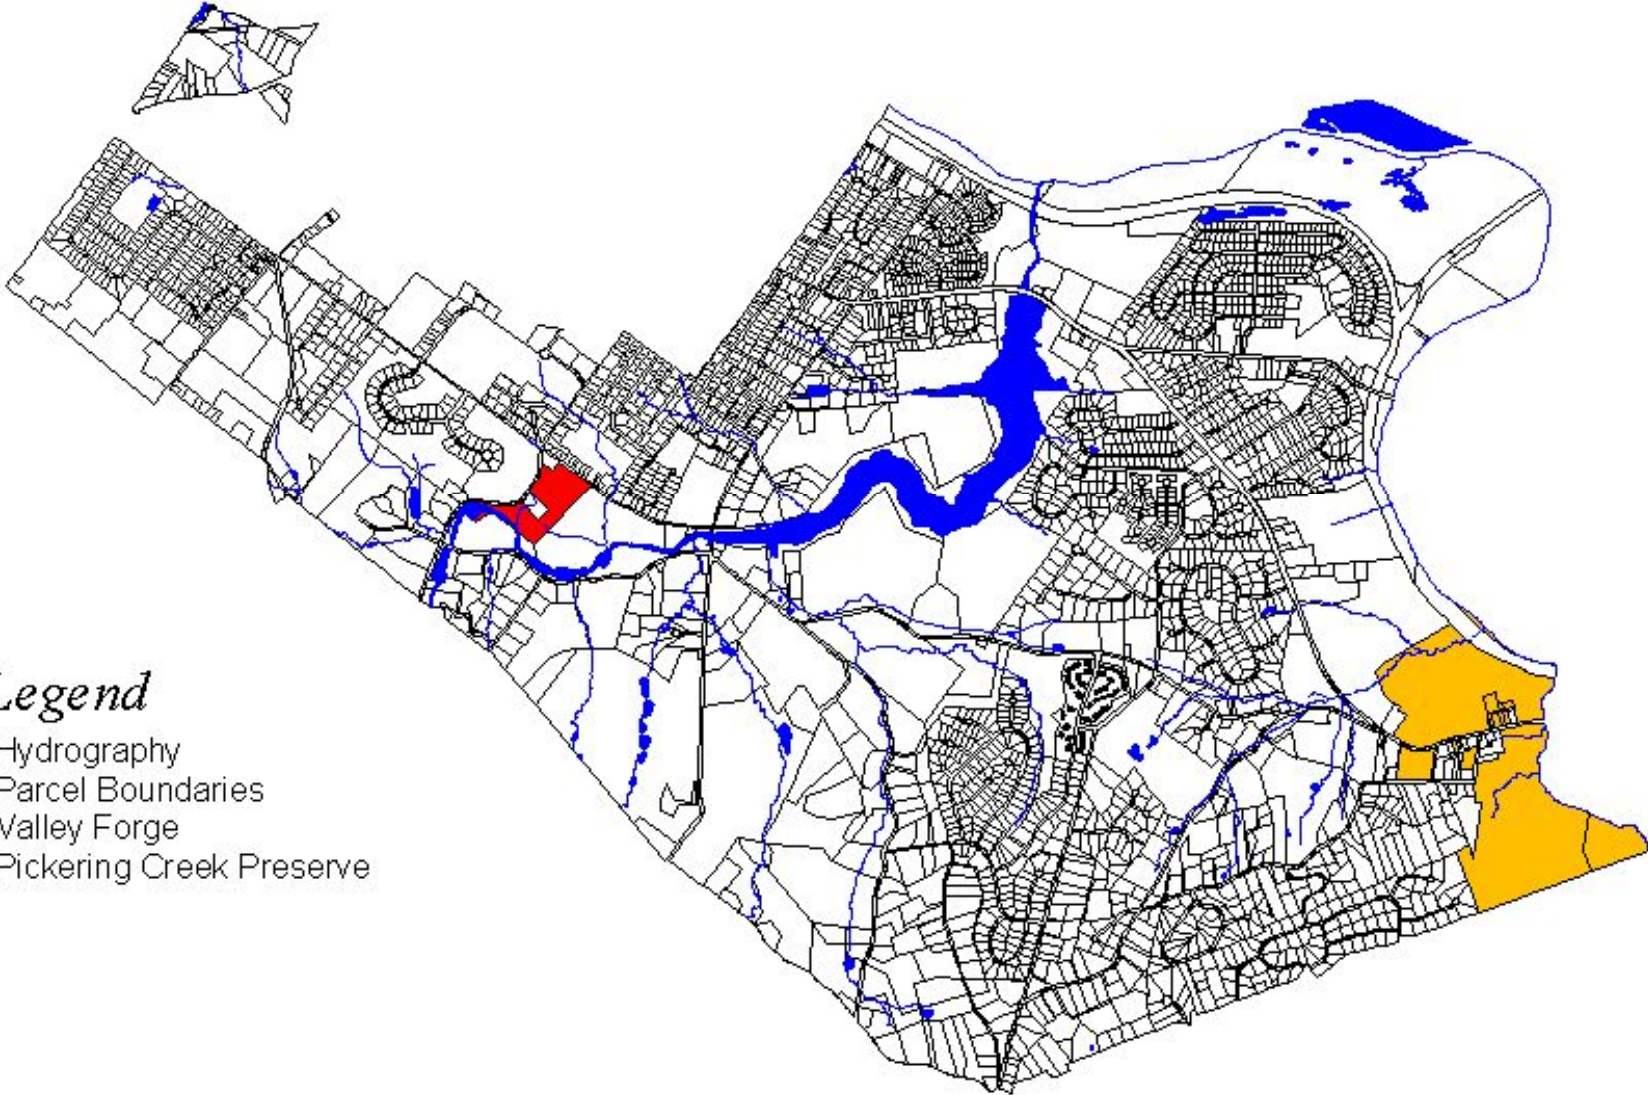 Legend
Hydrography
Parcel Boundaries
Valley Forge
Pickering Creek Preserve